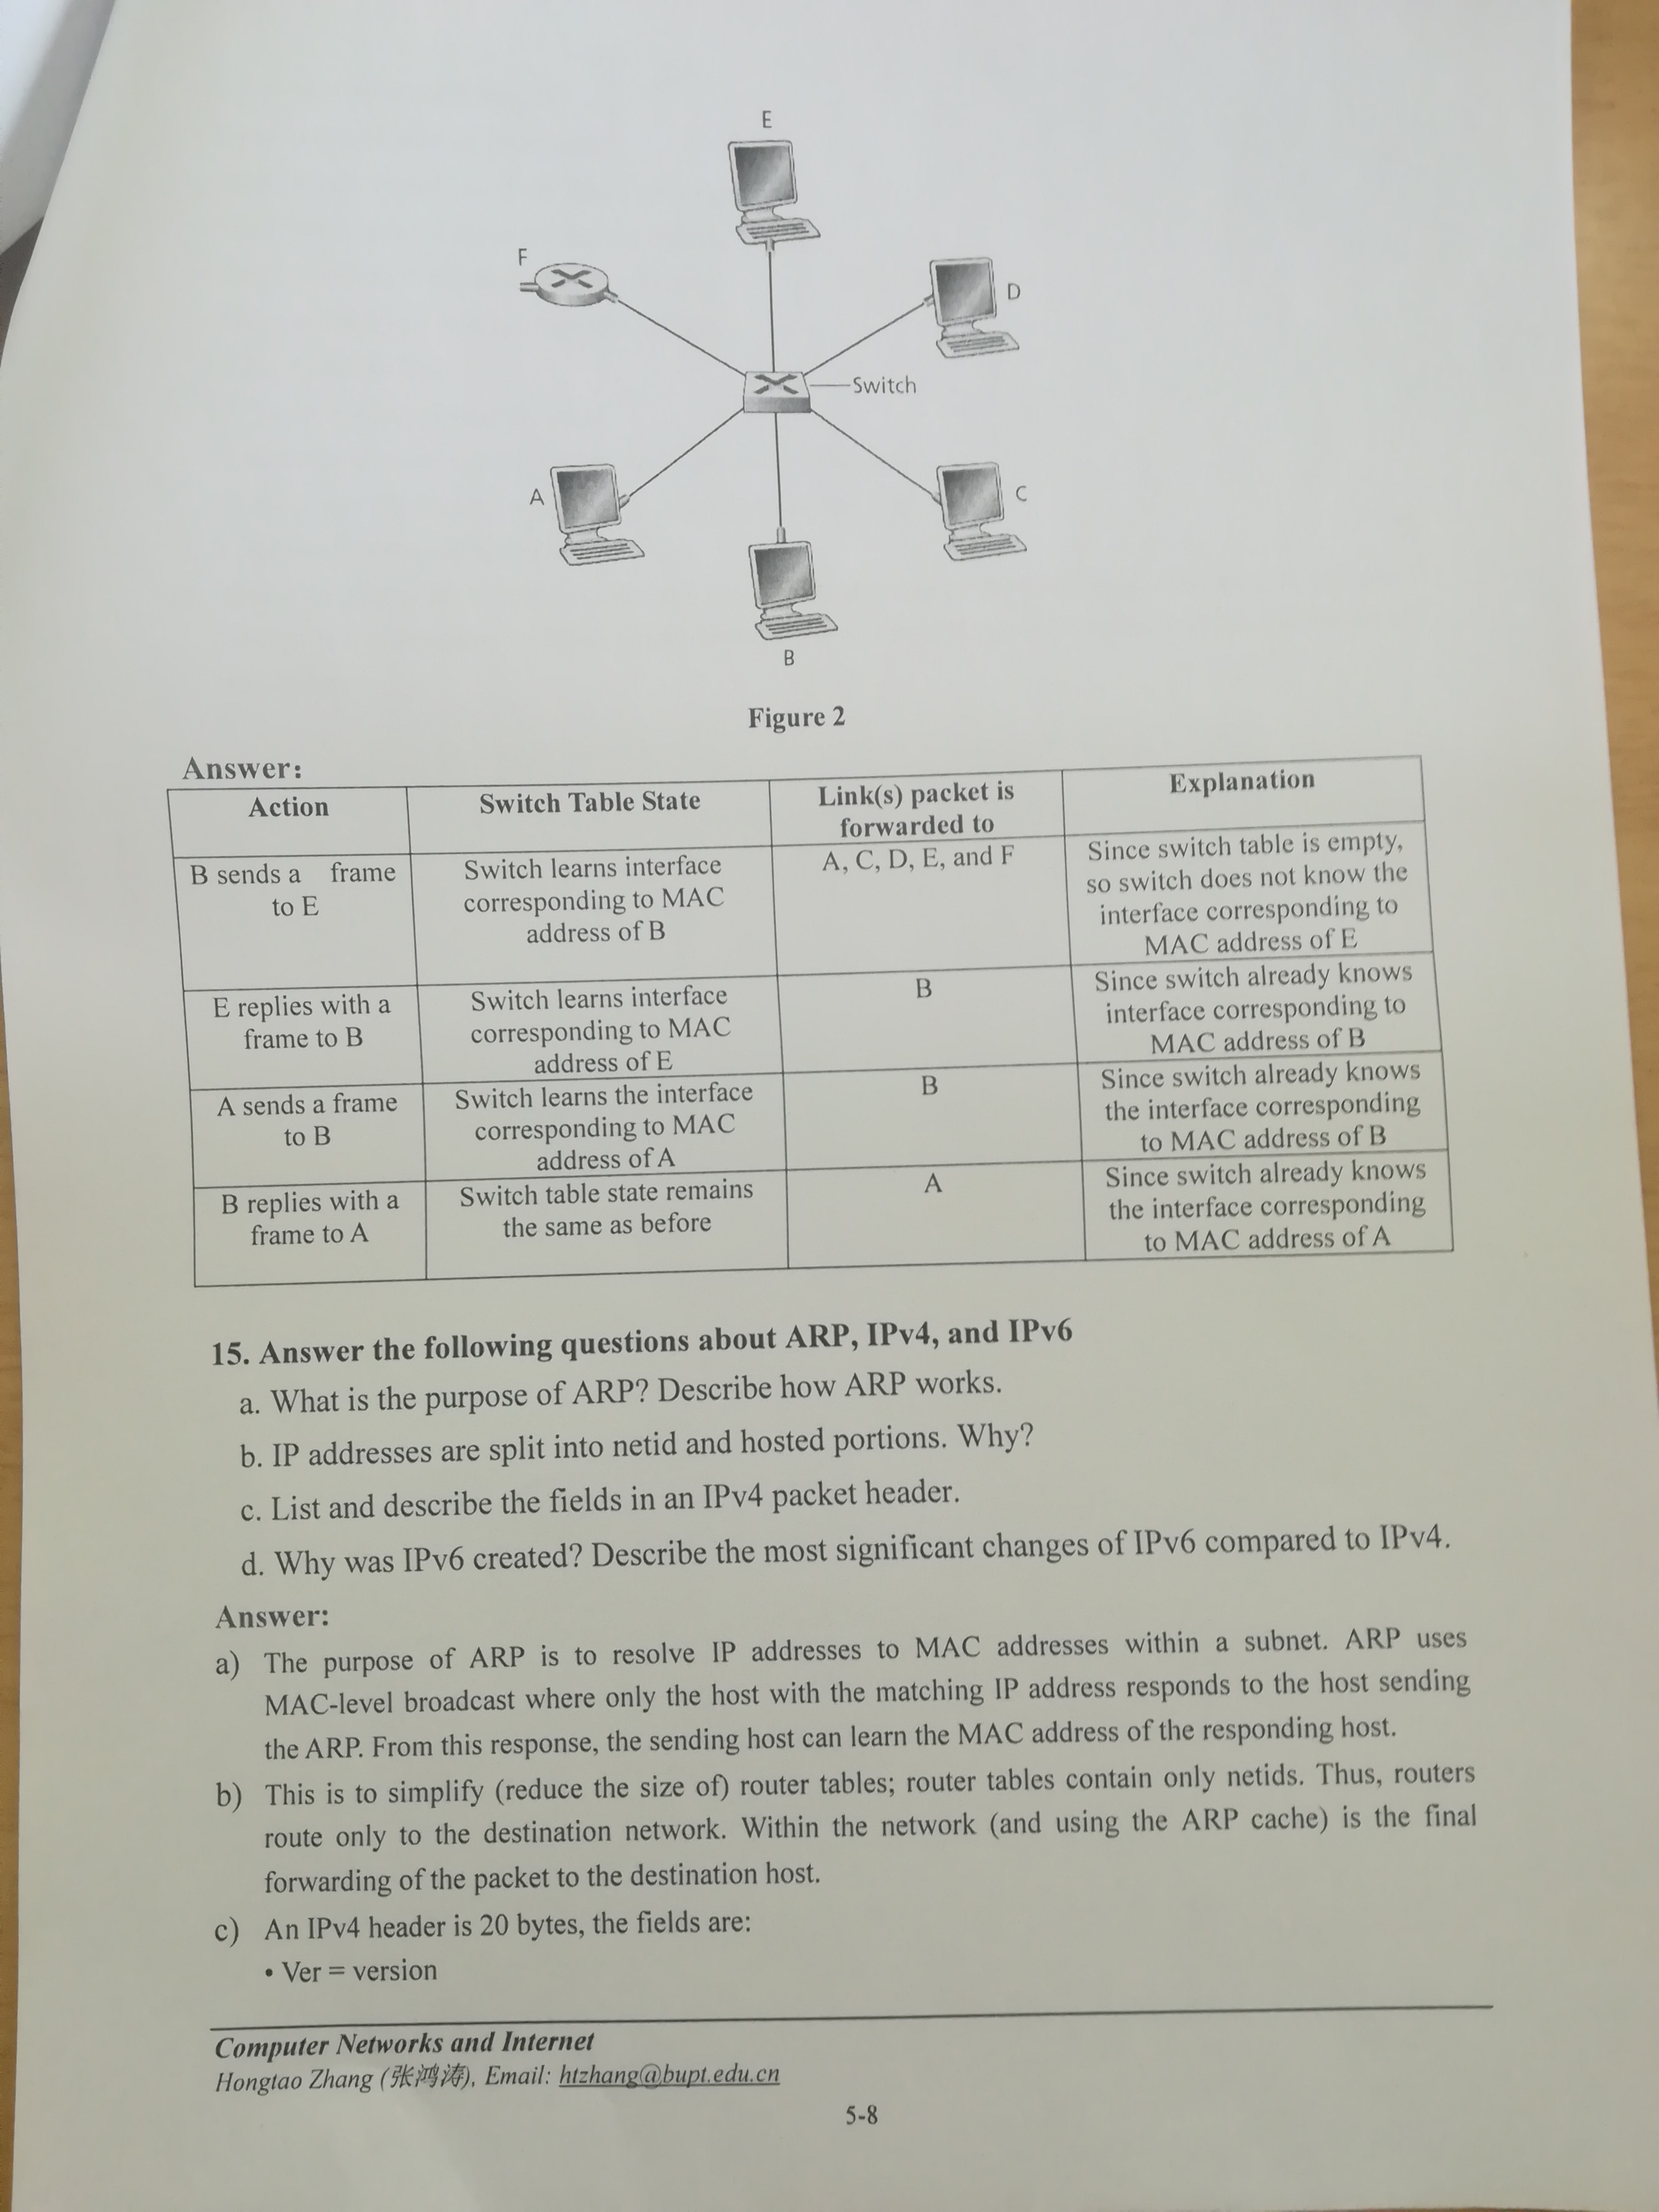 E
F
D
Switch
A
C
B
Figure 2
Answer:
Action
Switch Table State
Link(s) packet is
forwarded to
Explanation
B sends a frame
to E
Switch learns interface
corresponding to MAC
address of B
A, C, D, E, and F
Since switch table is empty,
so switch does not know the
interface corresponding to
MAC address of E
E replies with a
frame to B
Switch learns interface
corresponding to MAC
address of E
B
Since switch already knows
interface corresponding to
MAC address of B
A sends a frame
to B
Switch learns the interface
corresponding to MAC
address of A
B
Since switch already knows
the interface corresponding
to MAC address of B
B replies with a
frame to A
Switch table state remains
the same as before
A
Since switch already knows
the interface corresponding
to MAC address of A
15. Answer the following questions about ARP, IPv4, and IPv6
a. What is the purpose of ARP? Describe how ARP works.
b. IP addresses are split into netid and hosted portions. Why?
c. List and describe the fields in an IPv4 packet header.
d. Why was IPv6 created? Describe the most significant changes of IPv6 compared to IPv4.
Answer:
a) The purpose of ARP is to resolve IP addresses to MAC addresses within a subnet. ARP uses
MAC-level broadcast where only the host with the matching IP address responds to the host sending
the ARP. From this response, the sending host can learn the MAC address of the responding host.
b) This is to simplify (reduce the size of) router tables; router tables contain only netids. Thus, routers
route only to the destination network. Within the network (and using the ARP cache) is the final
forwarding of the packet to the destination host.
c) An IPv4 header is 20 bytes, the fields are:
• Ver = version
Computer Networks and Internet
Hongtao Zhang (张鸿涛), Email: htzhang@bupt.edu.cn
5-8